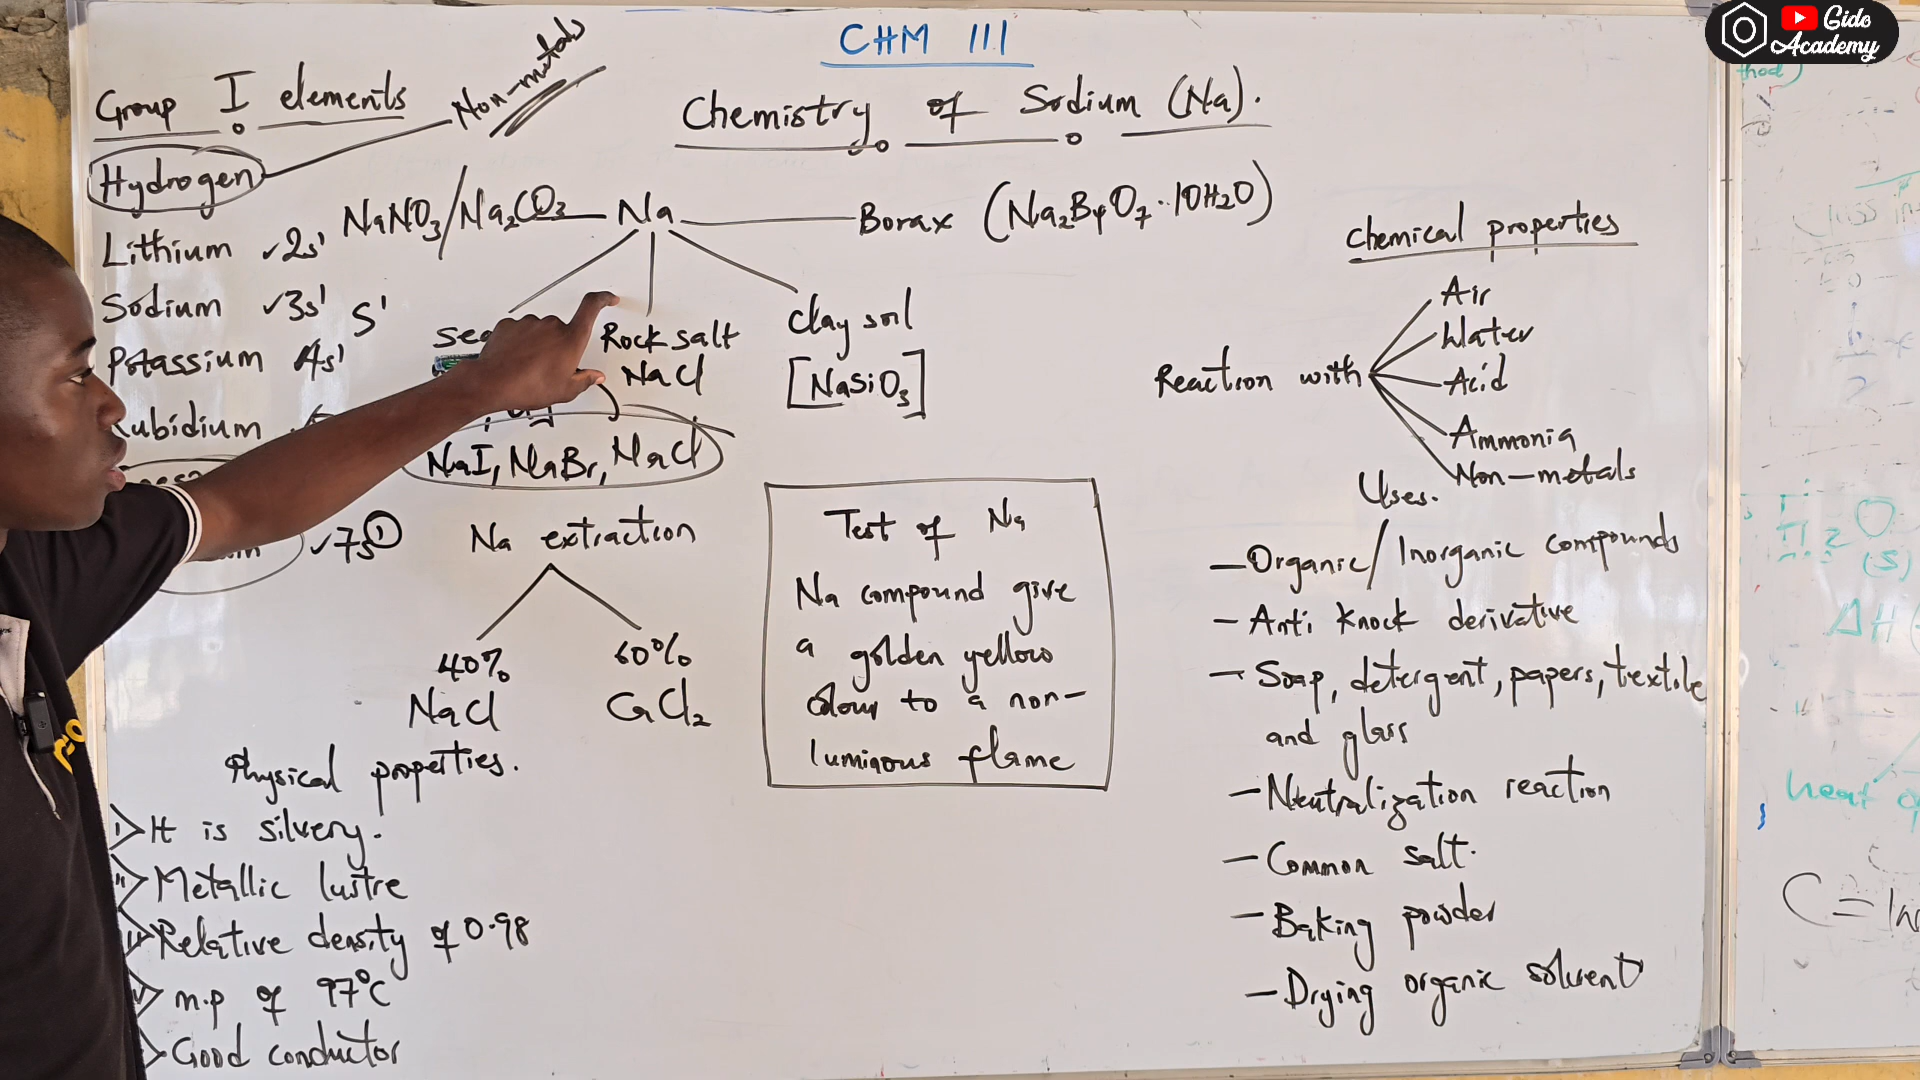 CHM 111
Gido
Academy
Group I elements
Non-metals
Chemistry of Sodium (Na).
Hydrogen
Lithium ✓2s¹
Sodium ✓3s¹
S¹
Potassium 4s¹
Rubidium
✓7s¹
NaNO₃/Na₂CO₃
Na
Borax (Na₂B₄O₇·10H₂O)
Rock salt
NaCl
Clay soil
[NaSiO₃]
NaI, NaBr, NaCl
Na extraction
40%
NaCl
60%
CaCl₂
Physical properties.
i> It is silvery.
ii> Metallic lustre
iii> Relative density of 0.98
m.p of 97°C
Good conductor
Test of Na
Na compound give
a golden yellow
colour to a non-
luminous flame
Chemical properties
Reaction with
Air
Water
Acid
Ammonia
Non-metals
Uses.
- Organic/Inorganic compounds
- Anti knock derivative
- Soap, detergent, papers, textile
and glass
- Neutralization reaction
- Common salt.
- Baking powder
- Drying organic solvent
thod)
(s)
ΔH
heat
C =